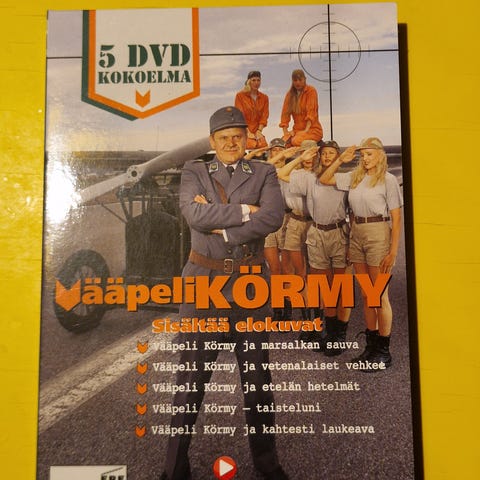 5 DVD
KOKOELMA
VääpeliKÖRMY
Sisältää elokuvat
Vääpeli Körmy ja marsalkan sauva
Vääpeli Körmy ja vetenalaiset vehkee
Vääpeli Körmy ja etelän hetelmät
Vääpeli Körmy – taisteluni
Vääpeli Körmy ja kahtesti laukeava